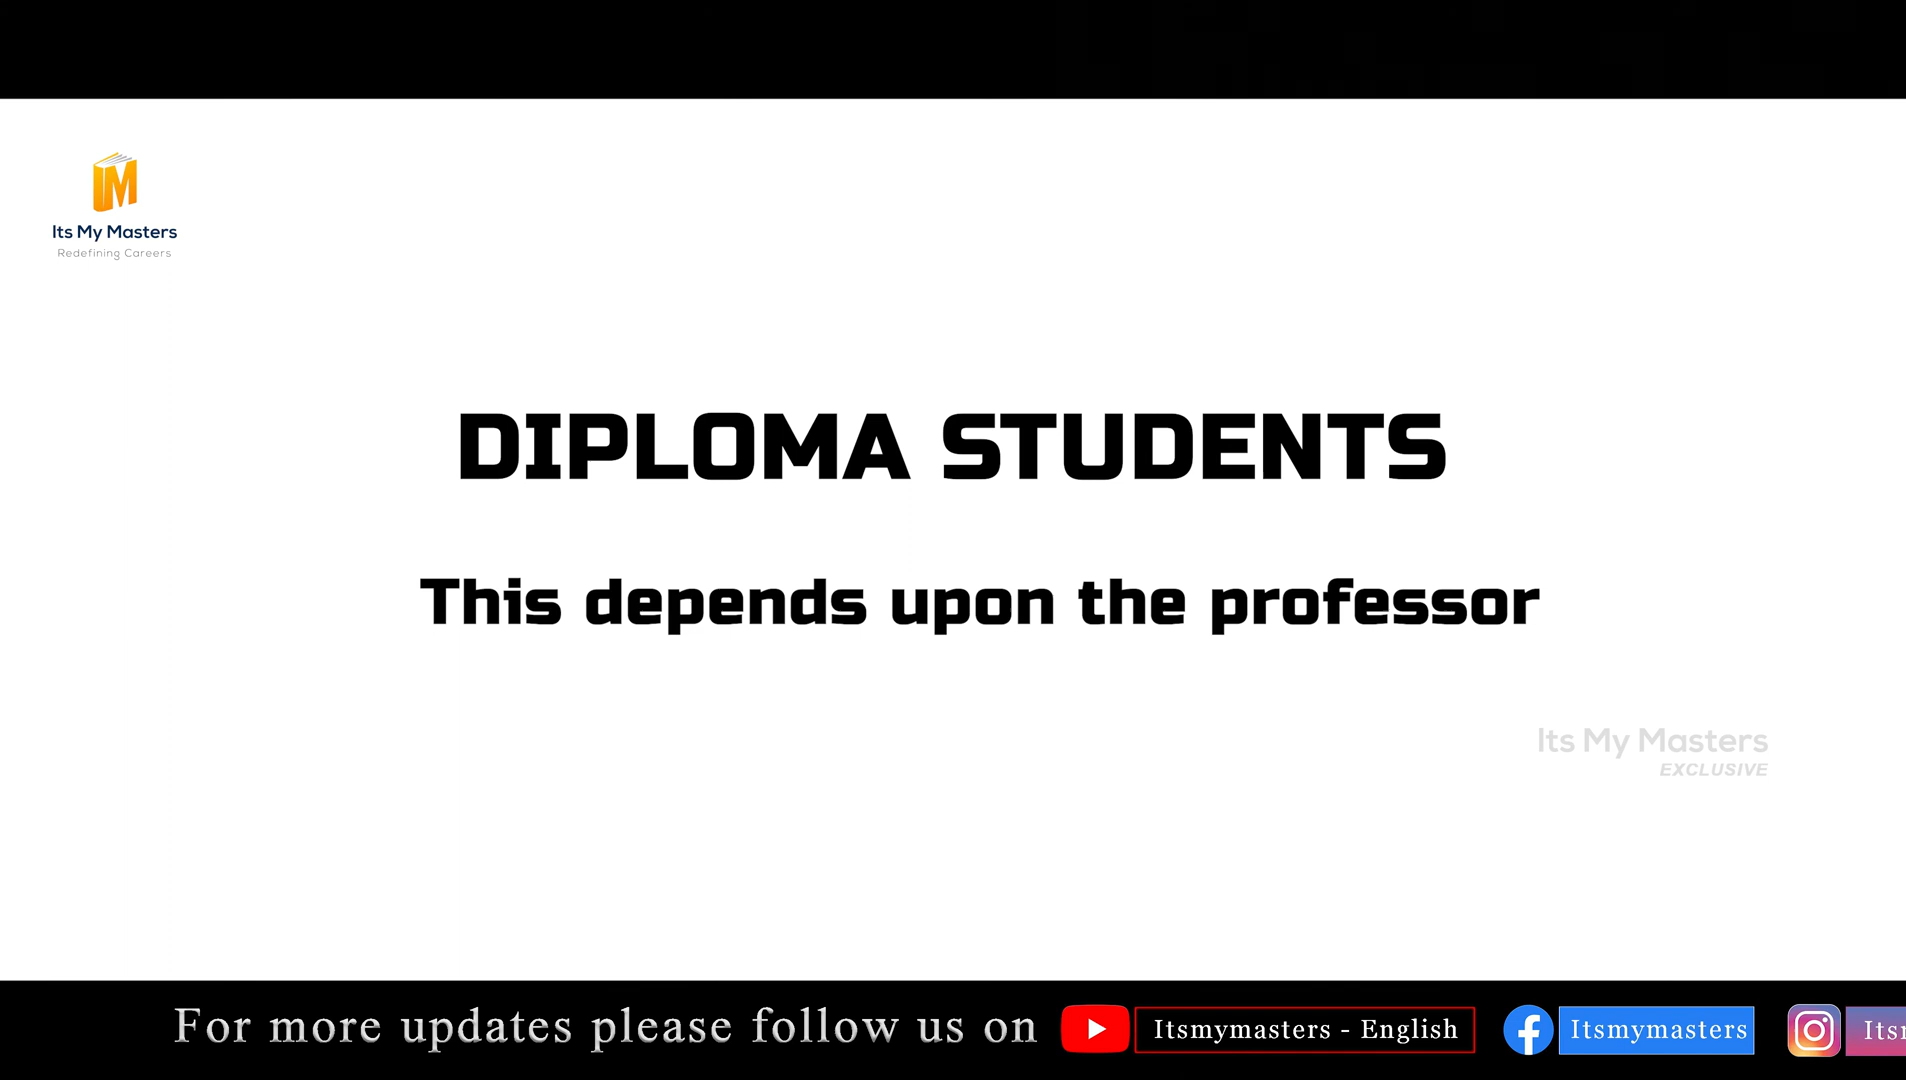 Its My Masters
Redefining Careers
DIPLOMA STUDENTS
This depends upon the professor
Its My Masters
EXCLUSIVE
For more updates please follow us on Itsmymasters - English Itsmymasters